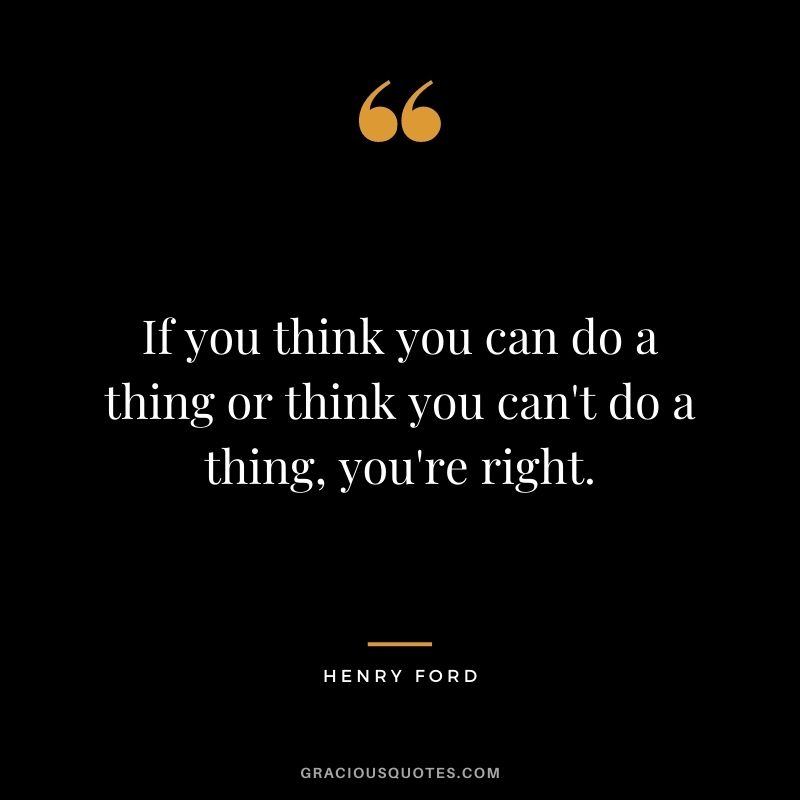 “
If you think you can do a
thing or think you can't do a
thing, you're right.
HENRY FORD
GRACIOUSQUOTES.COM